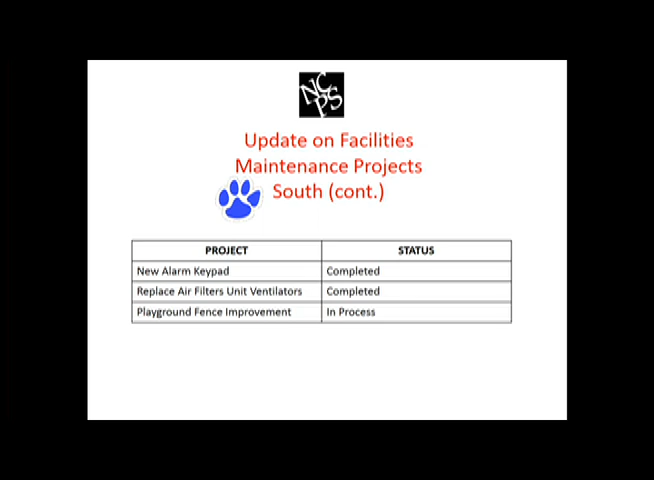 NCPS
Update on Facilities
Maintenance Projects
South (cont.)
PROJECT STATUS
New Alarm Keypad Completed
Replace Air Filters Unit Ventilators Completed
Playground Fence Improvement In Process